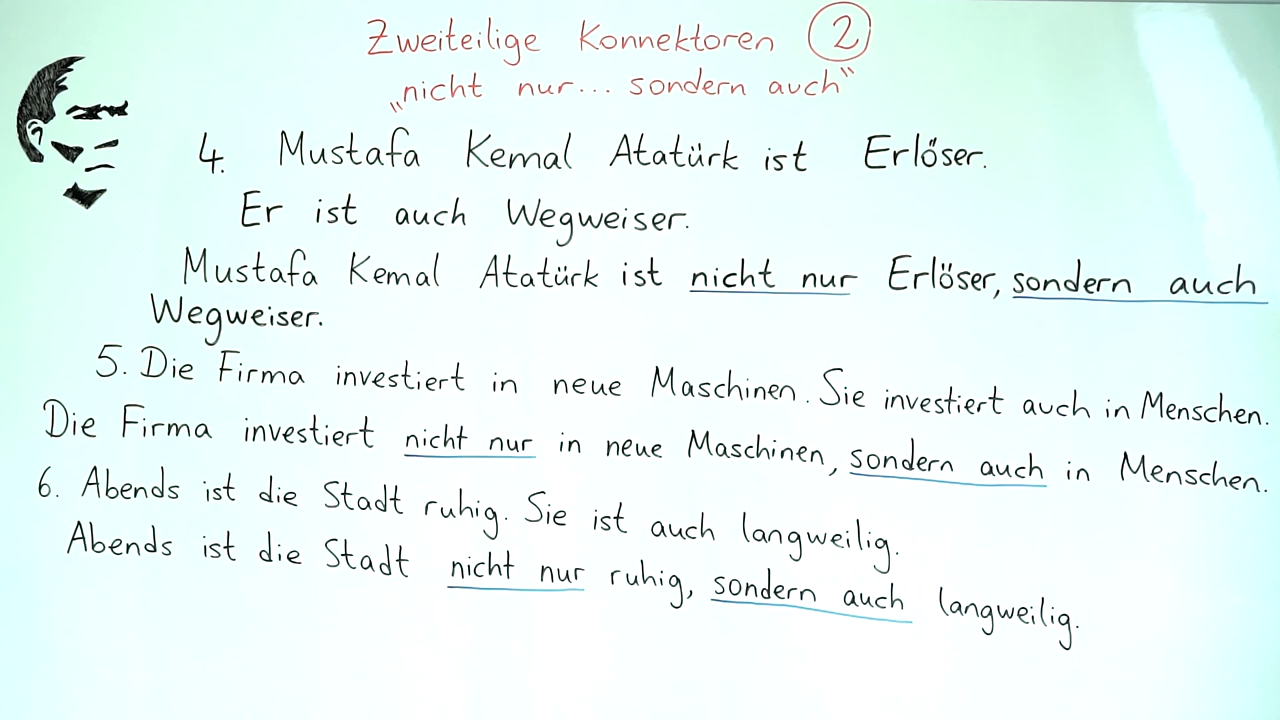 Zweiteilige Konnektoren 2
„nicht nur... sondern auch“
4. Mustafa Kemal Atatürk ist Erlöser.
Er ist auch Wegweiser.
Mustafa Kemal Atatürk ist nicht nur Erlöser, sondern auch
Wegweiser.
5. Die Firma investiert in neue Maschinen. Sie investiert auch in Menschen.
Die Firma investiert nicht nur in neue Maschinen, sondern auch in Menschen.
6. Abends ist die Stadt ruhig. Sie ist auch langweilig.
Abends ist die Stadt nicht nur ruhig, sondern auch langweilig.